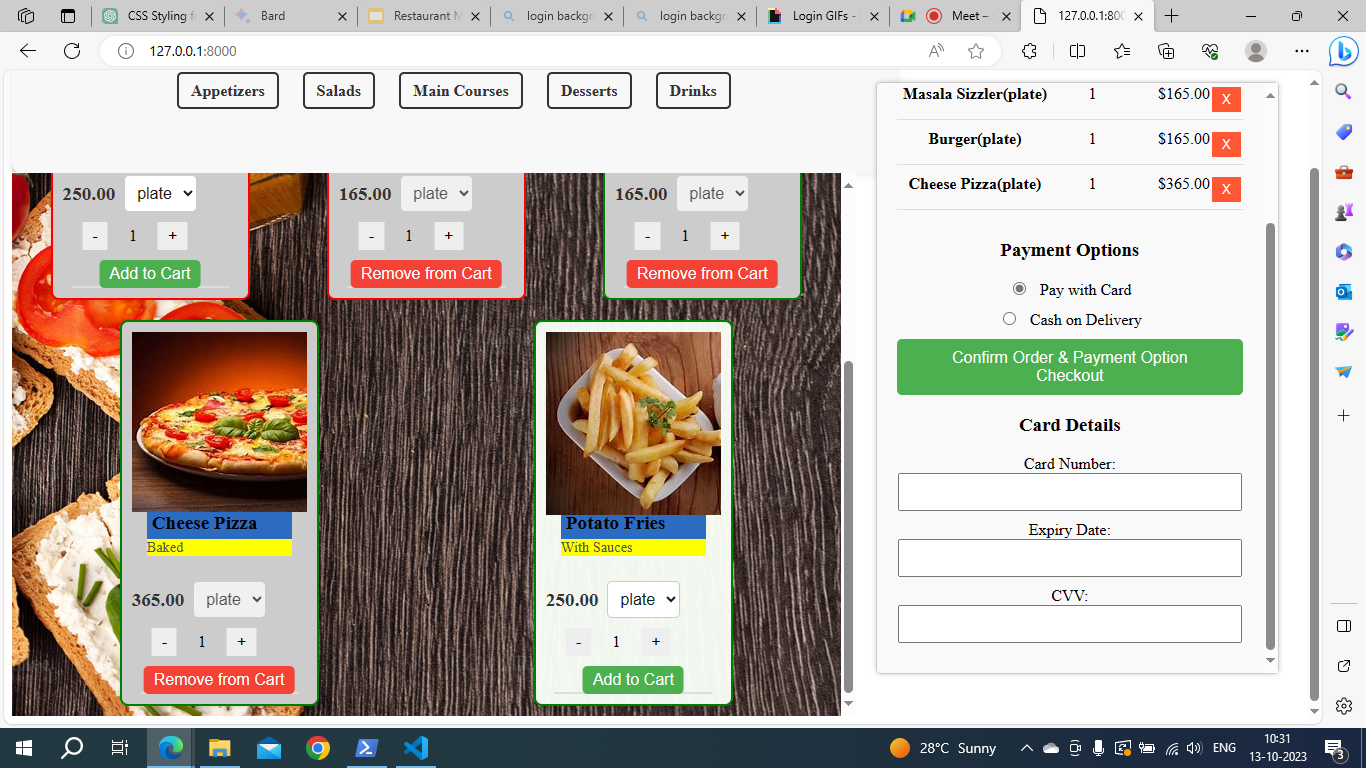 CSS Styling f
Bard
Restaurant M
login backgr
login backgr
Login GIFs -
Meet –
127.0.0.1:800
127.0.0.1:8000
Appetizers
Salads
Main Courses
Desserts
Drinks
250.00 plate
- 1 +
Add to Cart
165.00 plate
- 1 +
Remove from Cart
165.00 plate
- 1 +
Remove from Cart
Cheese Pizza
Baked
365.00 plate
- 1 +
Remove from Cart
Potato Fries
With Sauces
250.00 plate
- 1 +
Add to Cart
Masala Sizzler(plate) 1 $165.00 X
Burger(plate) 1 $165.00 X
Cheese Pizza(plate) 1 $365.00 X
Payment Options
Pay with Card
Cash on Delivery
Confirm Order & Payment Option
Checkout
Card Details
Card Number:
Expiry Date:
CVV:
28°C Sunny
ENG
10:31
13-10-2023
3